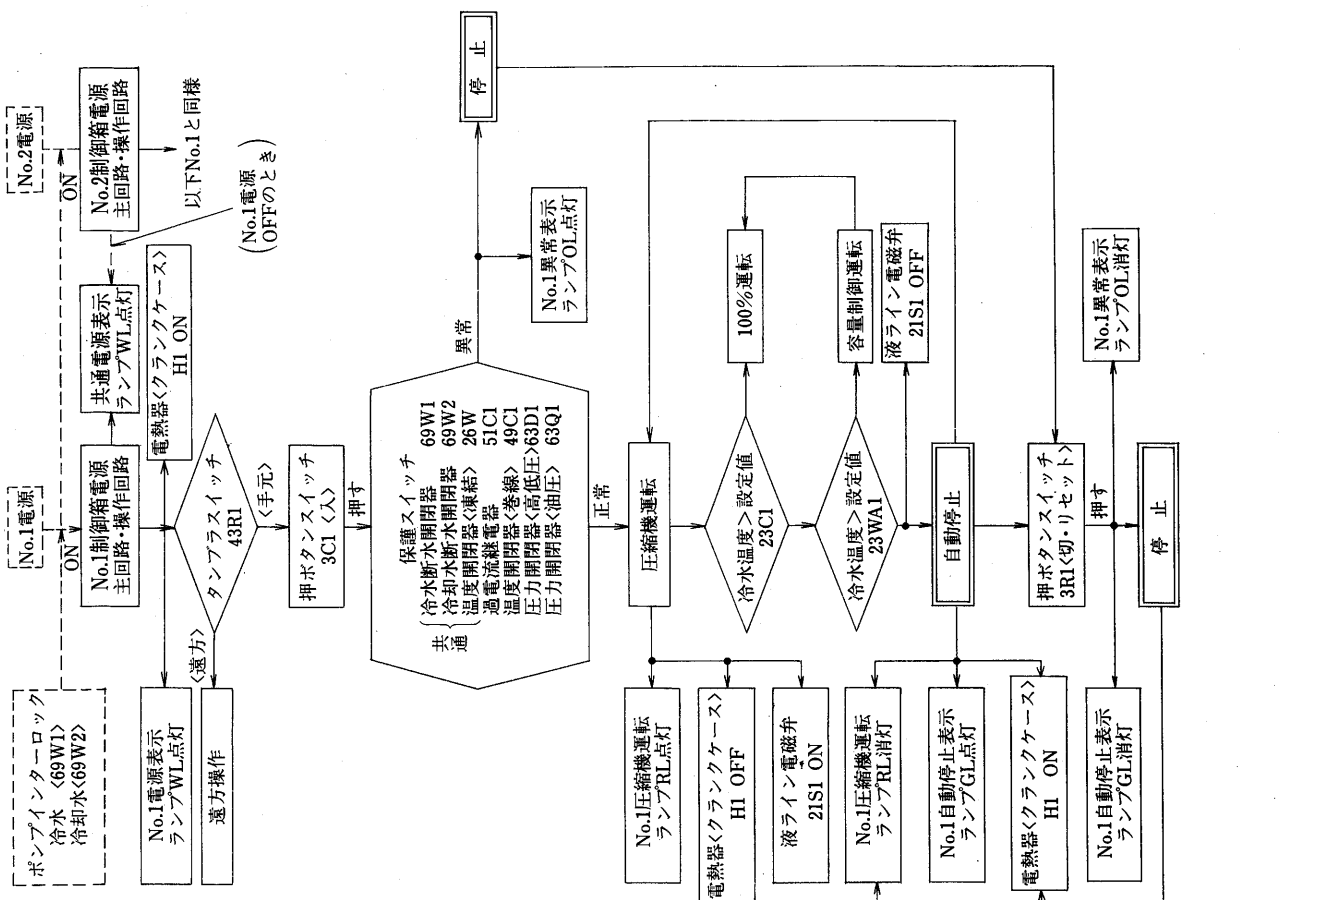 No.1電源
No.2電源
ポンプインターロック
冷水 <69W1>
冷却水<69W2>
ON
ON
No.1制御箱電源
主回路・操作回路
共通電源表示
ランプWL点灯
No.2制御箱電源
主回路・操作回路
以下No.1と同様
(No.1電源
OFFのとき)
No.1電源表示
ランプWL点灯
電熱器<クランクケース>
H1 ON
タンブラスイッチ
43R1
<遠方>
<手元>
遠方操作
押ボタンスイッチ
3C1 <入>
押す
保護スイッチ
共通
冷水断水開閉器 69W1
冷却水断水開閉器 69W2
温度開閉器<凍結> 26W
過電流継電器 51C1
温度開閉器<巻線> 49C1
圧力開閉器<高低圧>63D1
圧力開閉器<油圧> 63Q1
異常
停止
No.1異常表示
ランプOL点灯
正常
圧縮機運転
No.1圧縮機運転
ランプRL点灯
電熱器<クランクケース>
H1 OFF
液ライン電磁弁
21S1 ON
冷水温度>設定値
23C1
100%運転
冷水温度>設定値
23WA1
容量制御運転
液ライン電磁弁
21S1 OFF
自動停止
No.1圧縮機運転
ランプRL消灯
No.1自動停止表示
ランプGL点灯
電熱器<クランクケース>
H1 ON
押ボタンスイッチ
3R1<切・リセット>
押す
No.1異常表示
ランプOL消灯
No.1自動停止表示
ランプGL消灯
停止